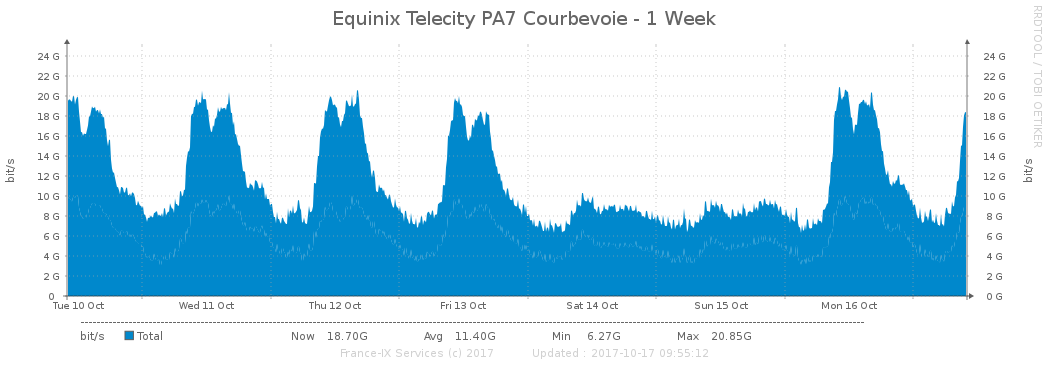 Equinix Telecity PA7 Courbevoie - 1 Week
RRDTOOL / TOBI OETIKER
bit/s
24 G 24 G
22 G 22 G
20 G 20 G
18 G 18 G
16 G 16 G
14 G 14 G
12 G 12 G
10 G 10 G
8 G 8 G
6 G 6 G
4 G 4 G
2 G 2 G
0 0 G
bit/s
Tue 10 Oct Wed 11 Oct Thu 12 Oct Fri 13 Oct Sat 14 Oct Sun 15 Oct Mon 16 Oct
bit/s Total Now 18.70G Avg 11.40G Min 6.27G Max 20.85G
France-IX Services (c) 2017 Updated : 2017-10-17 09:55:12